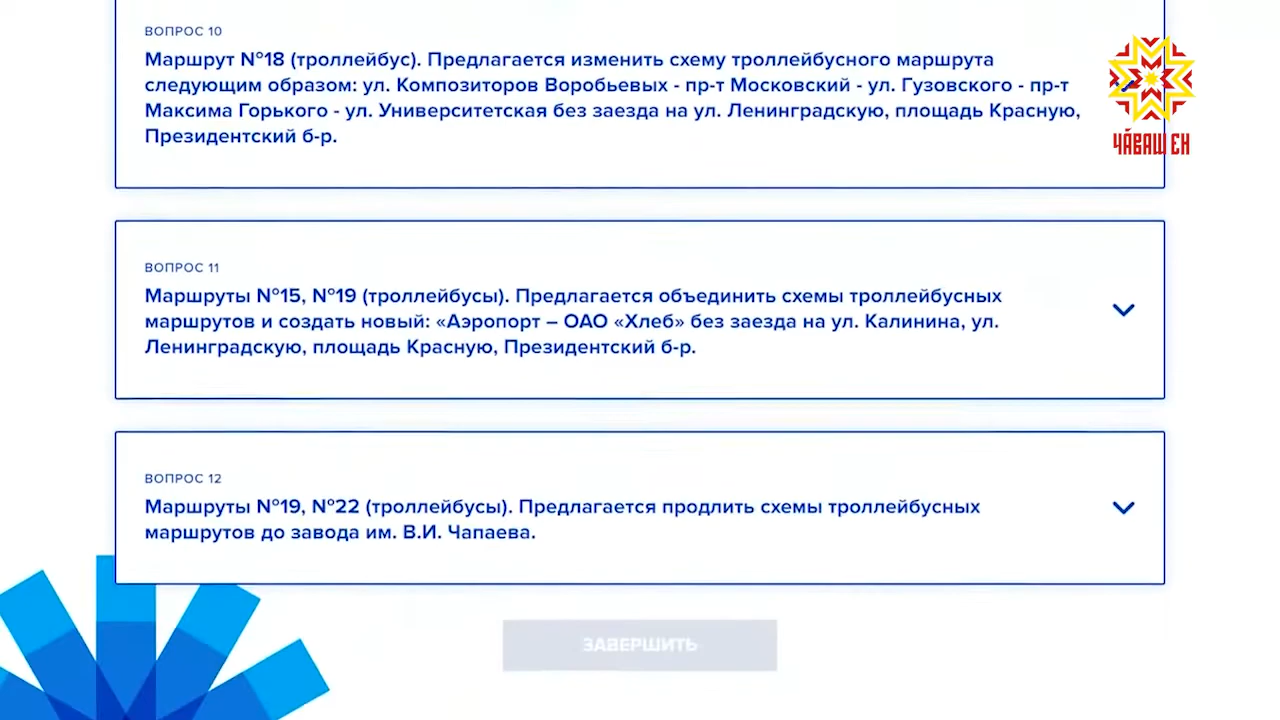 ВОПРОС 10
Маршрут №18 (троллейбус). Предлагается изменить схему троллейбусного маршрута
следующим образом: ул. Композиторов Воробьевых - пр-т Московский - ул. Гузовского - пр-т
Максима Горького - ул. Университетская без заезда на ул. Ленинградскую, площадь Красную,
Президентский б-р.
ЧӐВАШ ЕН
ВОПРОС 11
Маршруты №15, №19 (троллейбусы). Предлагается объединить схемы троллейбусных
маршрутов и создать новый: «Аэропорт – ОАО «Хлеб» без заезда на ул. Калинина, ул.
Ленинградскую, площадь Красную, Президентский б-р.
ВОПРОС 12
Маршруты №19, №22 (троллейбусы). Предлагается продлить схемы троллейбусных
маршрутов до завода им. В.И. Чапаева.
ЗАВЕРШИТЬ